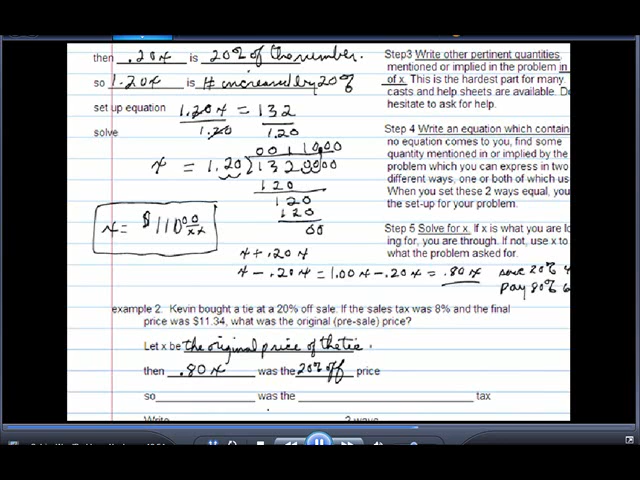 then .20x is 20% of the number.
so 1.20x is # increased by 20%
set up equation 1.20x = 132
solve 1.20 1.20
x = 1.20 ) 132 0000
00 11000
120
120
120
00
x = $110 00/xx
x + .20x
x - .20x = 1.00x - .20x = .80x save 20%
pay 80%
Step3 Write other pertinent quantities
mentioned or implied in the problem in
of x. This is the hardest part for many
casts and help sheets are available. Do
hesitate to ask for help.
Step 4 Write an equation which contain
no equation comes to you, find some
quantity mentioned in or implied by the
problem which you can express in two
different ways, one or both of which us
When you set these 2 ways equal, you
the set-up for your problem.
Step 5 Solve for x. If x is what you are lo
ing for, you are through. If not, use x to
what the problem asked for.
example 2. Kevin bought a tie at a 20% off sale. If the sales tax was 8% and the final
price was $11.34, what was the original (pre-sale) price?
Let x be the original price of the tie.
then .80x was the 20% off price
so was the tax